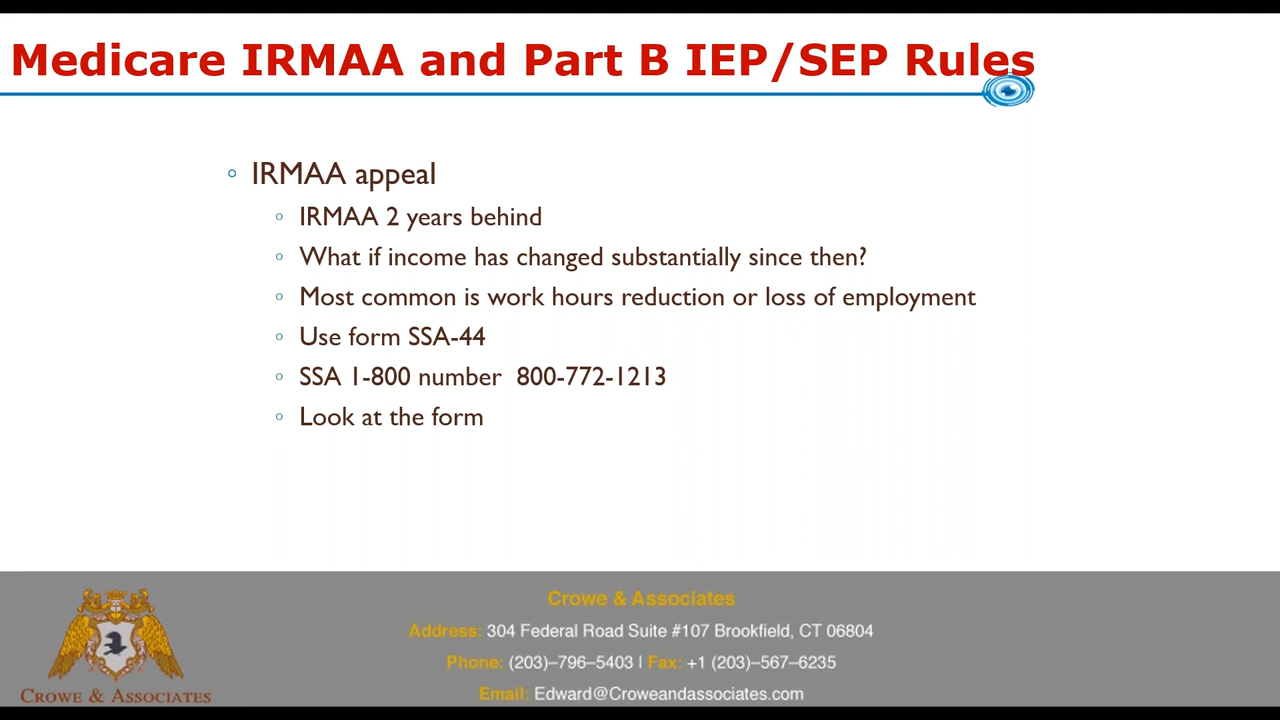 Medicare IRMAA and Part B IEP/SEP Rules
IRMAA appeal
IRMAA 2 years behind
What if income has changed substantially since then?
Most common is work hours reduction or loss of employment
Use form SSA-44
SSA 1-800 number 800-772-1213
Look at the form
Crowe & Associates
Address: 304 Federal Road Suite #107 Brookfield, CT 06804
Phone: (203)–796–5403 | Fax: +1 (203)–567–6235
Email: Edward@Croweandassociates.com
Crowe & Associates